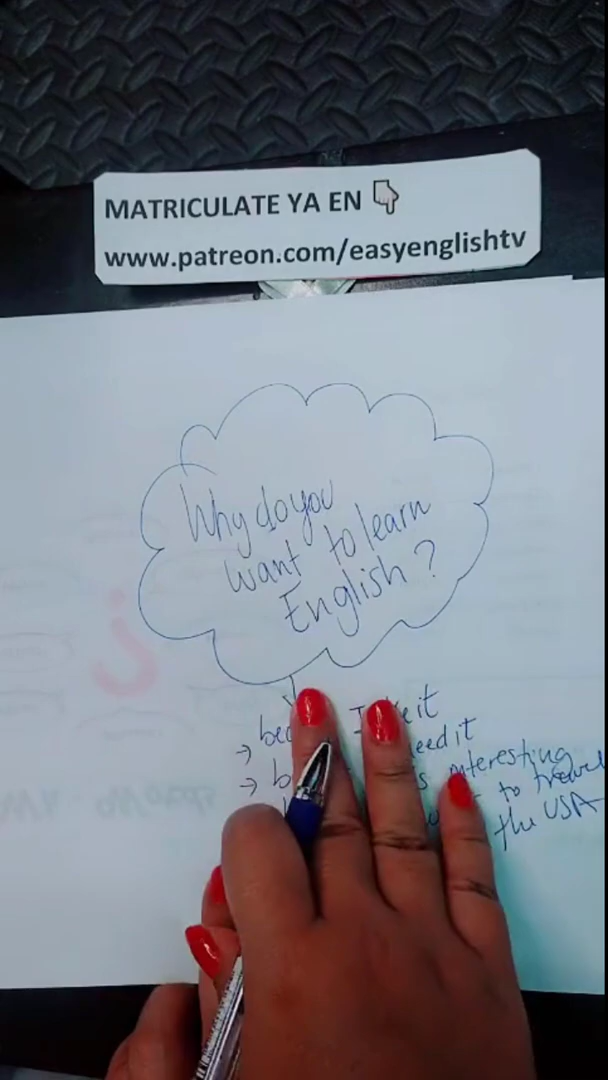 MATRICULATE YA EN
www.patreon.com/easyenglishtv
Why do you
want to learn
English?
it
need it
interesting
to travel
the USA